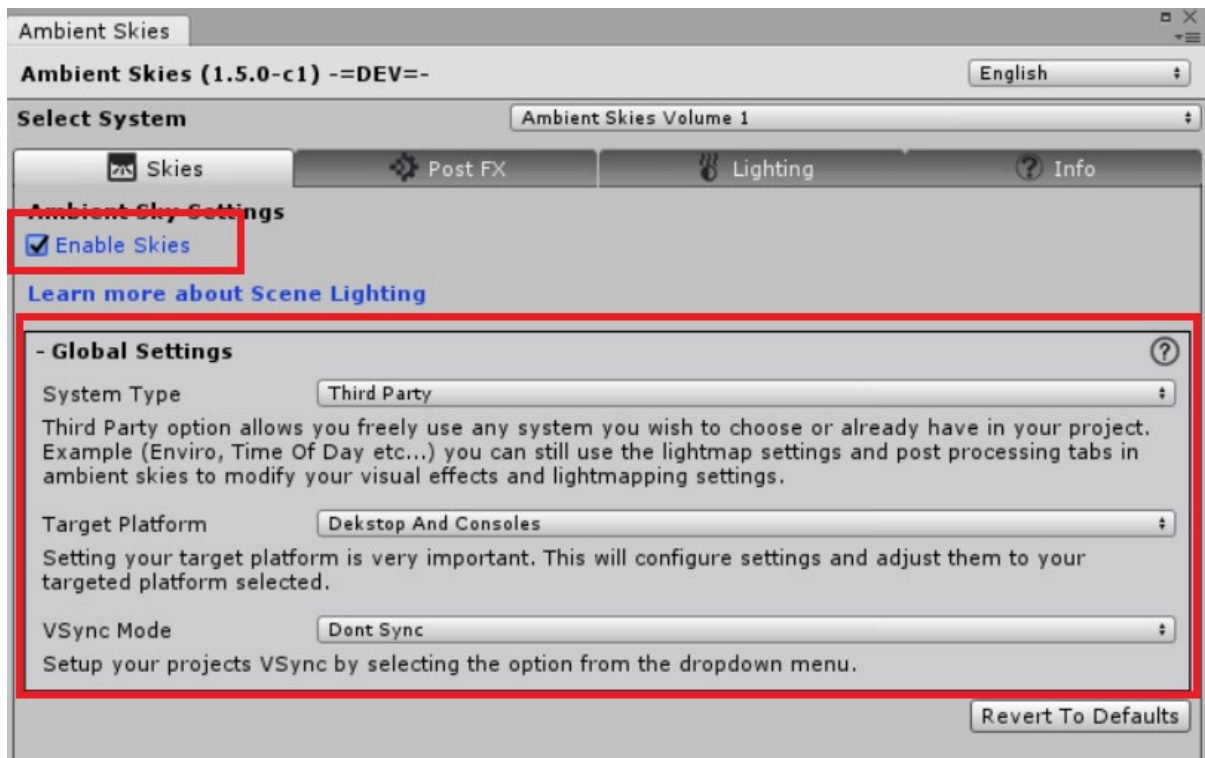 Ambient Skies
Ambient Skies (1.5.0-c1) -=DEV=-
English
Select System
Ambient Skies Volume 1
Skies
Post FX
Lighting
Info
Ambient Sky Settings
Enable Skies
Learn more about Scene Lighting
- Global Settings
System Type
Third Party
Third Party option allows you freely use any system you wish to choose or already have in your project.
Example (Enviro, Time Of Day etc...) you can still use the lightmap settings and post processing tabs in
ambient skies to modify your visual effects and lightmapping settings.
Target Platform
Dekstop And Consoles
Setting your target platform is very important. This will configure settings and adjust them to your
targeted platform selected.
VSync Mode
Dont Sync
Setup your projects VSync by selecting the option from the dropdown menu.
Revert To Defaults